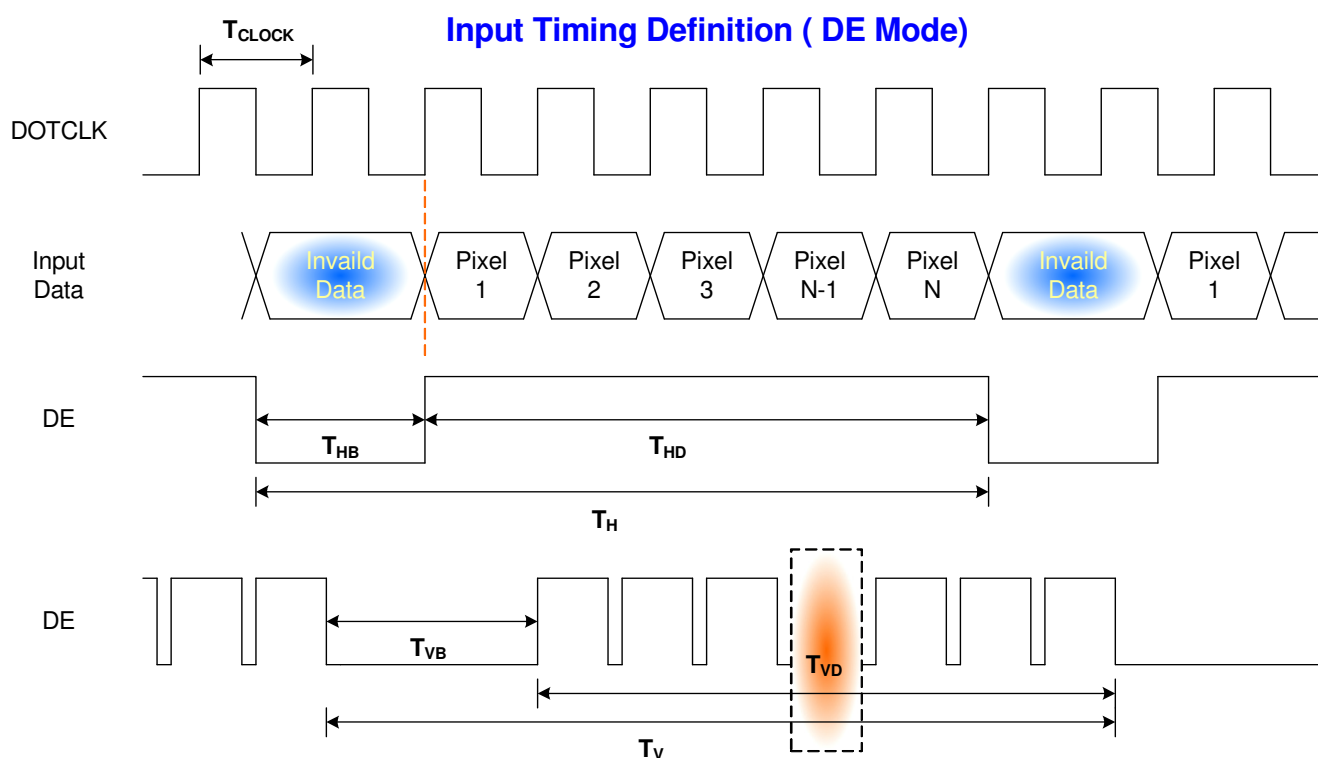 Input Timing Definition ( DE Mode)
TCLOCK
DOTCLK
Input
Data
Invaild
Data
Pixel
1
Pixel
2
Pixel
3
Pixel
N-1
Pixel
N
Invaild
Data
Pixel
1
DE
THB
THD
TH
DE
TVB
TVD
TV